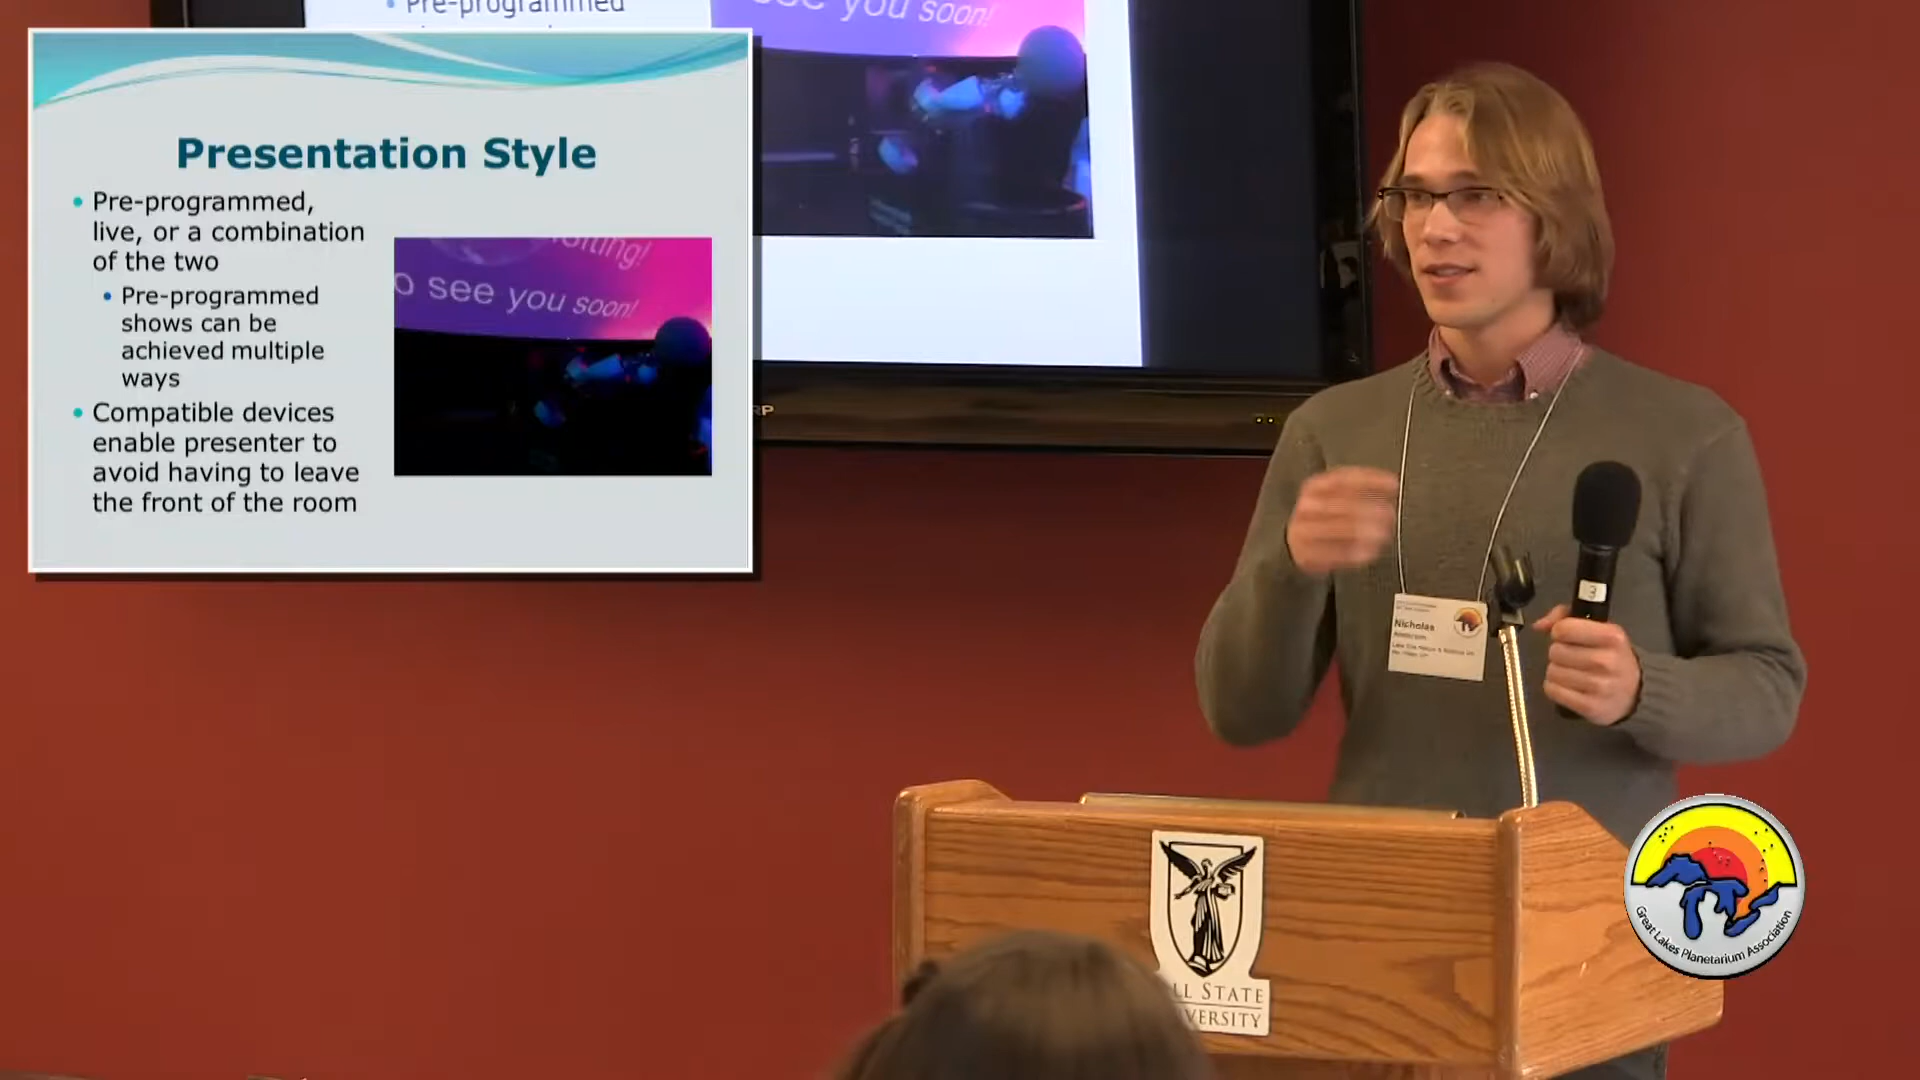 Pre-programmed
see you soon!
Presentation Style
• Pre-programmed,
live, or a combination
of the two
• Pre-programmed
shows can be
achieved multiple
ways
• Compatible devices
enable presenter to
avoid having to leave
the front of the room
o see you soon!
RP
3
Nicholas
LL STATE
VERSITY
Great Lakes Planetarium Association